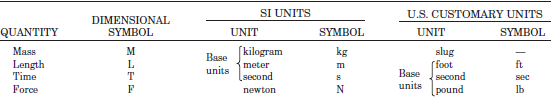 DIMENSIONAL SI UNITS U.S. CUSTOMARY UNITS
QUANTITY SYMBOL UNIT SYMBOL UNIT SYMBOL
Mass M kilogram kg slug —
Length L Base units meter m foot ft
Time T second s Base units second sec
Force F newton N pound lb